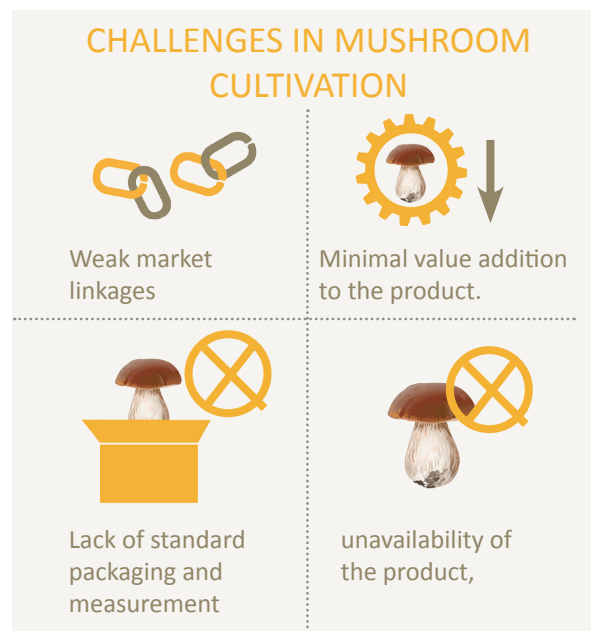 CHALLENGES IN MUSHROOM
CULTIVATION
Weak market
linkages
Minimal value addition
to the product.
Lack of standard
packaging and
measurement
unavailability of
the product,